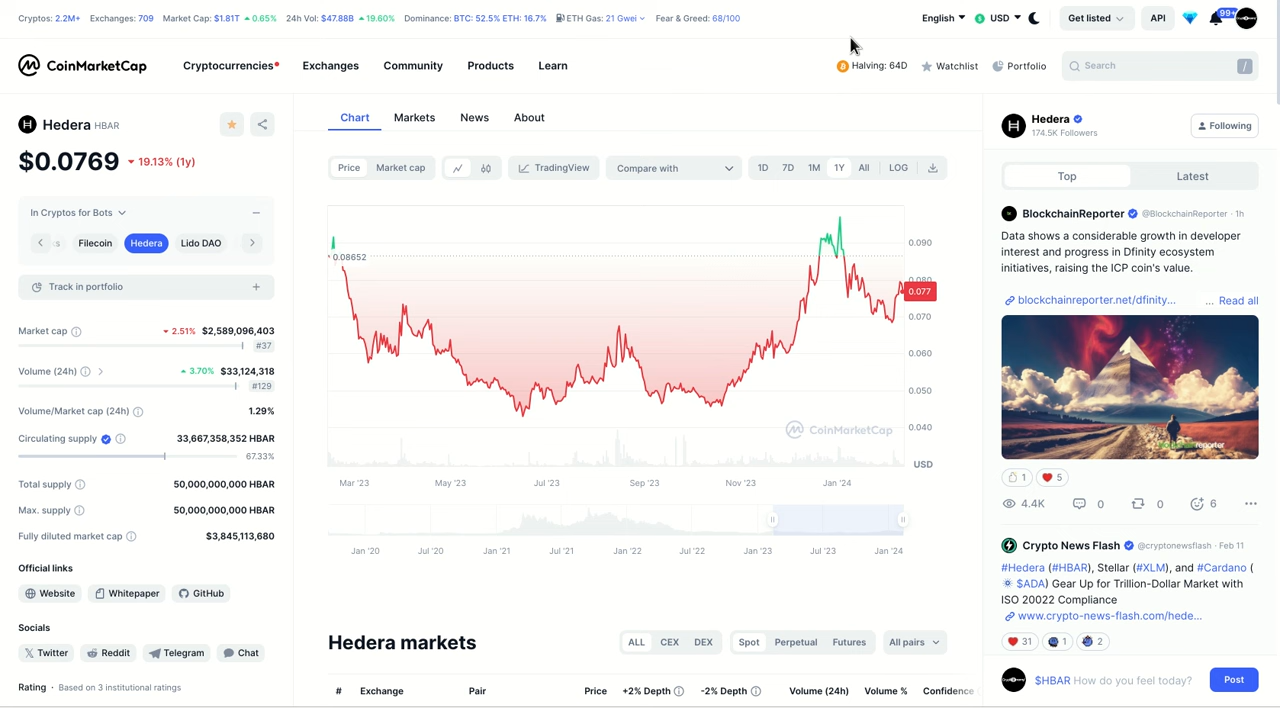 Cryptos: 2.2M+ Exchanges: 709 Market Cap: $1.81T 0.65% 24h Vol: $47.88B 19.60% Dominance: BTC: 52.5% ETH: 16.7% ETH Gas: 21 Gwei Fear & Greed: 68/100
English USD Get listed API 99+
CoinMarketCap Cryptocurrencies Exchanges Community Products Learn Halving: 64D Watchlist Portfolio Search /
Hedera HBAR
$0.0769 19.13% (1y)
In Cryptos for Bots
s Filecoin Hedera Lido DAO
Track in portfolio
Market cap 2.51% $2,589,096,403
#37
Volume (24h) 3.70% $33,124,318
#129
Volume/Market cap (24h) 1.29%
Circulating supply 33,667,358,352 HBAR
67.33%
Total supply 50,000,000,000 HBAR
Max. supply 50,000,000,000 HBAR
Fully diluted market cap $3,845,113,680
Official links
Website Whitepaper GitHub
Socials
Twitter Reddit Telegram Chat
Rating · Based on 3 institutional ratings
Chart Markets News About
Price Market cap TradingView Compare with 1D 7D 1M 1Y All LOG
0.090
0.08652
0.080
0.077
0.070
0.060
0.050
0.040
CoinMarketCap
USD
Mar '23 May '23 Jul '23 Sep '23 Nov '23 Jan '24
Jan '20 Jul '20 Jan '21 Jul '21 Jan '22 Jul '22 Jan '23 Jul '23 Jan '24
Hedera markets ALL CEX DEX Spot Perpetual Futures All pairs
# Exchange Pair Price +2% Depth -2% Depth Volume (24h) Volume % Confidence
Hedera
174.5K Followers
Following
Top Latest
BlockchainReporter @BlockchainReporter · 1h
Data shows a considerable growth in developer
interest and progress in Dfinity ecosystem
initiatives, raising the ICP coin's value.
blockchainreporter.net/dfinity... ... Read all
1 5
4.4K 0 0 6
Crypto News Flash @cryptonewsflash · Feb 11
#Hedera (#HBAR), Stellar (#XLM), and #Cardano (
$ADA) Gear Up for Trillion-Dollar Market with
ISO 20022 Compliance
www.crypto-news-flash.com/hede...
31 1 2
$HBAR How do you feel today? Post